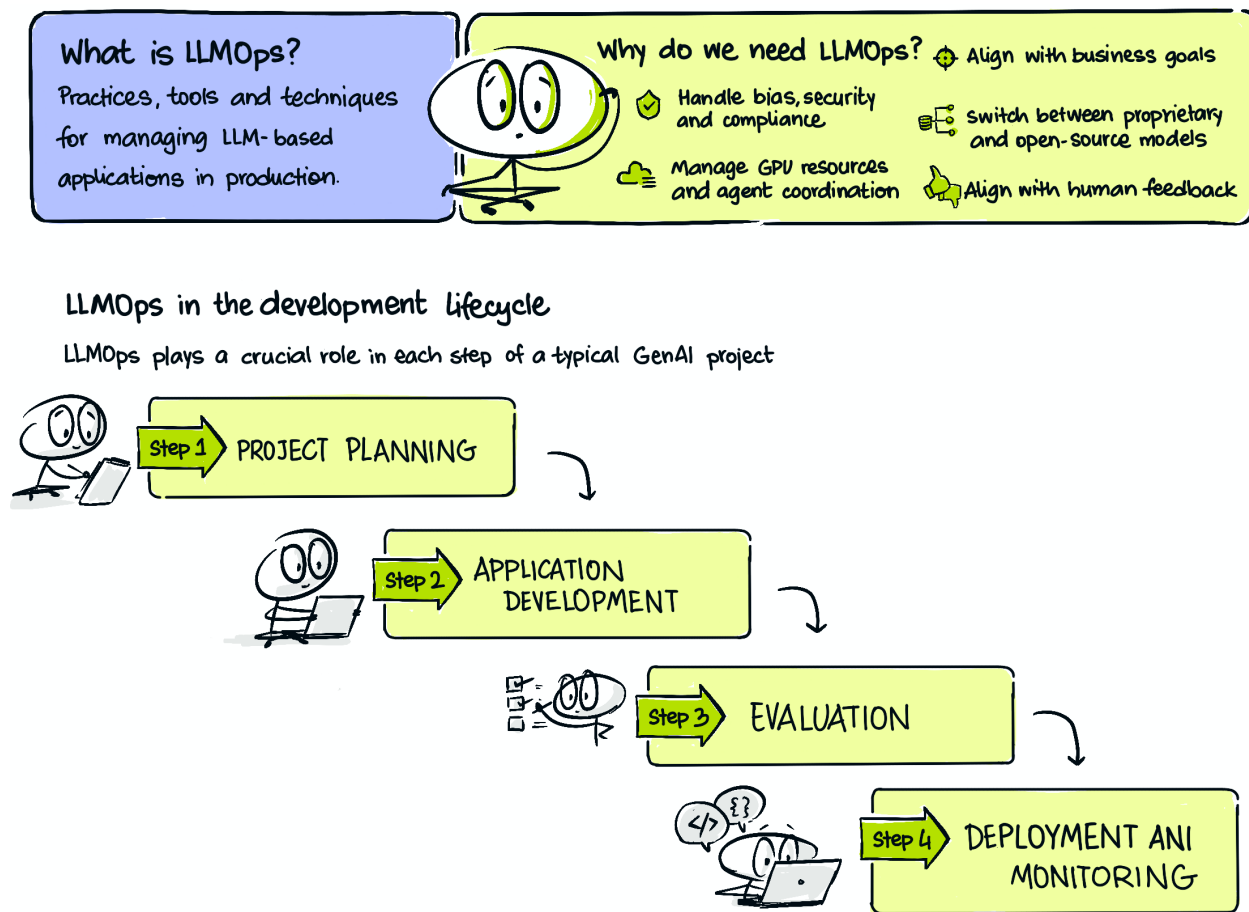 What is LLMOps?
Practices, tools and techniques
for managing LLM-based
applications in production.
Why do we need LLMOps?
Handle bias, security
and compliance
Manage GPU resources
and agent coordination
Align with business goals
Switch between proprietary
and open-source models
Align with human feedback
LLMOps in the development lifecycle
LLMOps plays a crucial role in each step of a typical GenAI project
Step 1
PROJECT PLANNING
Step 2
APPLICATION
DEVELOPMENT
Step 3
EVALUATION
</>
{}
Step 4
DEPLOYMENT ANI
MONITORING